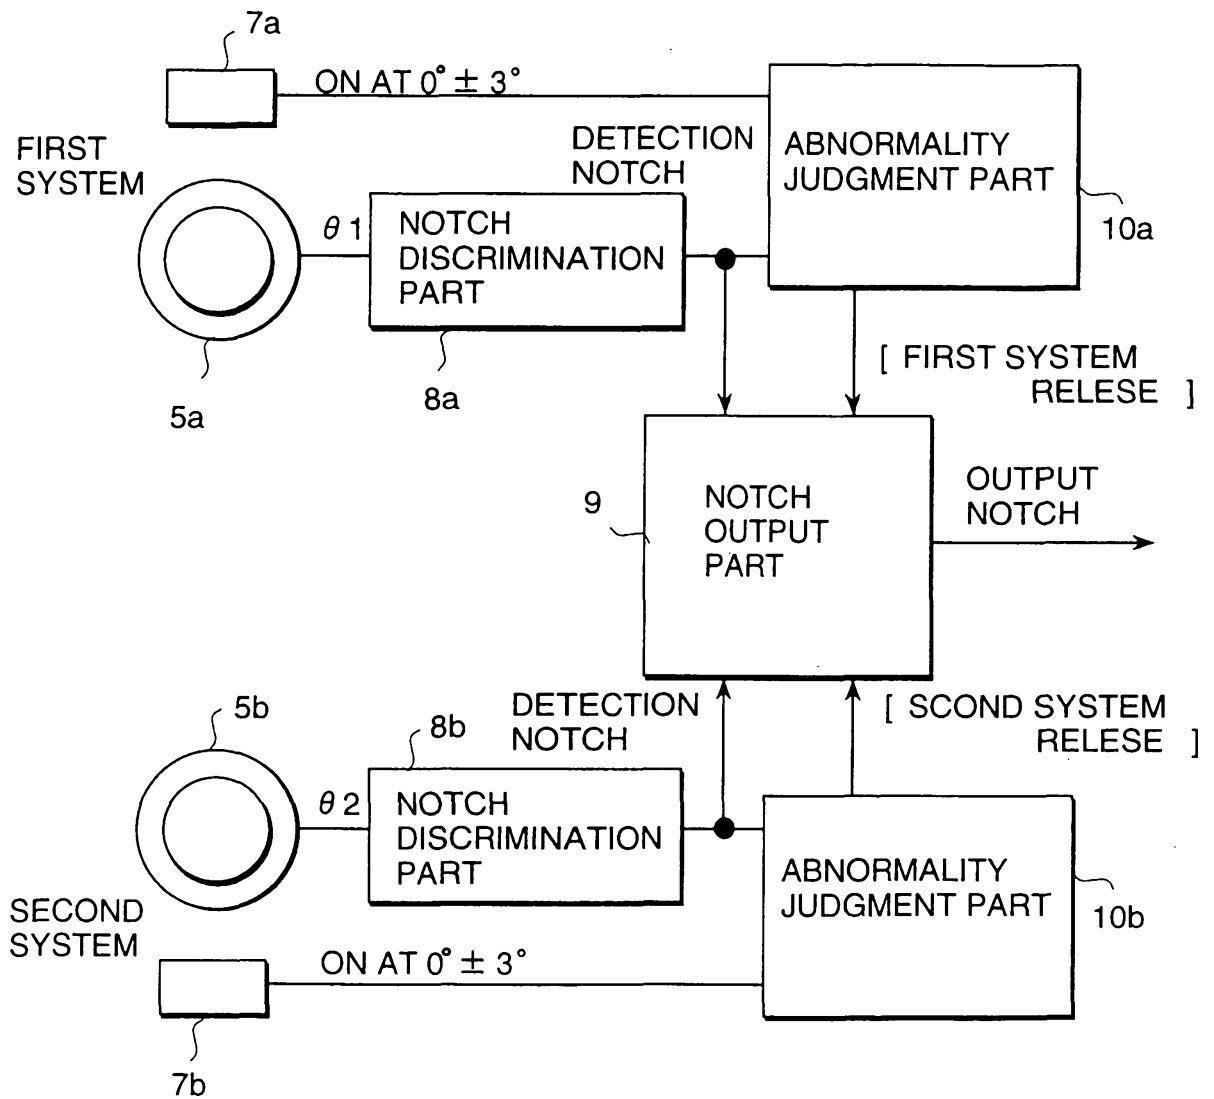 7a
ON AT 0° ± 3°
FIRST
SYSTEM
DETECTION
NOTCH
ABNORMALITY
JUDGMENT PART
10a
θ1
NOTCH
DISCRIMINATION
PART
5a
8a
[ FIRST SYSTEM
RELESE ]
9
NOTCH
OUTPUT
PART
OUTPUT
NOTCH
5b
8b
DETECTION
NOTCH
[ SCOND SYSTEM
RELESE ]
θ2
NOTCH
DISCRIMINATION
PART
ABNORMALITY
JUDGMENT PART
10b
SECOND
SYSTEM
ON AT 0° ± 3°
7b